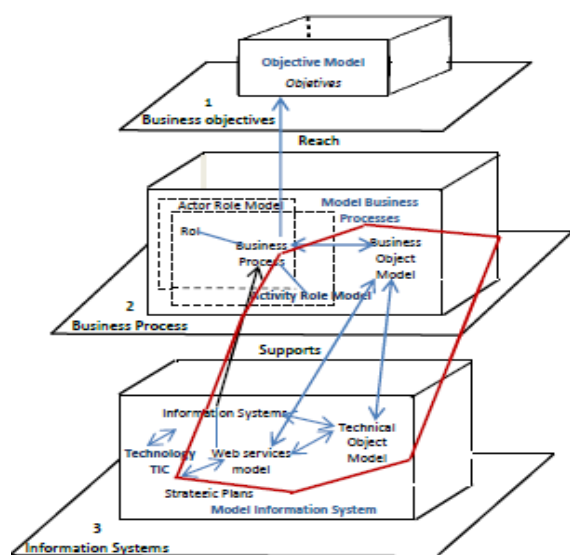 Objective Model
Objetives
1
Business objectives
Reach
Actor Role Model
Model Business
Processes
Rol
Business
Process
Business
Object
Model
Activity Role Model
2
Business Process
Supports
Information Systems
Technical
Object
Model
Technology
TIC
Web services
model
Strateeic Plans
Model Information System
3
Information Systems